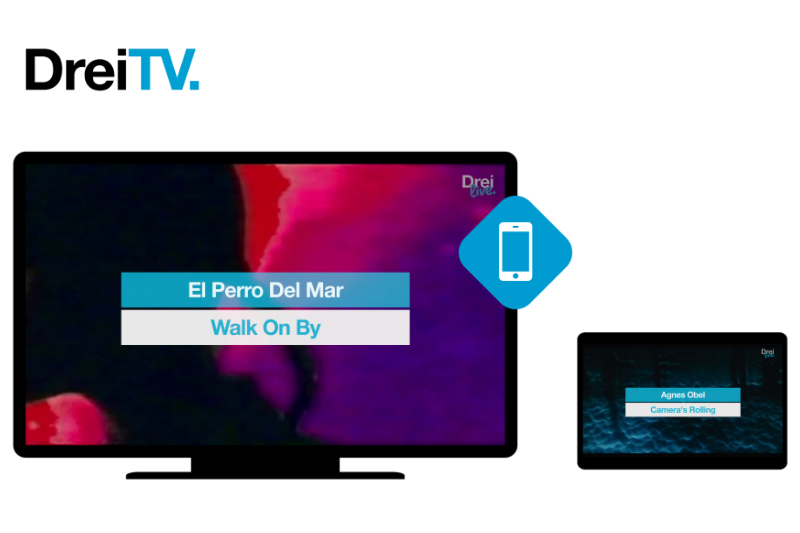 DreiTV.
Drei
live.
El Perro Del Mar
Walk On By
Drei
live.
Agnes Obel
Camera's Rolling